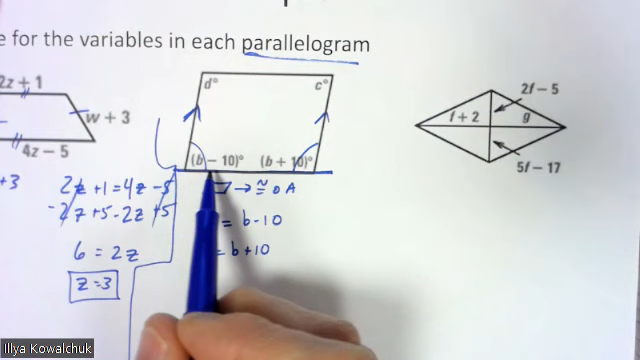 e for the variables in each parallelogram
2z + 1
w + 3
4z – 5
+3
2z +1 = 4z -5
-2z +5 -2z +5
6 = 2z
z = 3
d°
c°
(b – 10)° (b + 10)°
→ ≅ O A
= b - 10
= b + 10
2f – 5
f + 2
g
5f – 17
Illya Kowalchuk